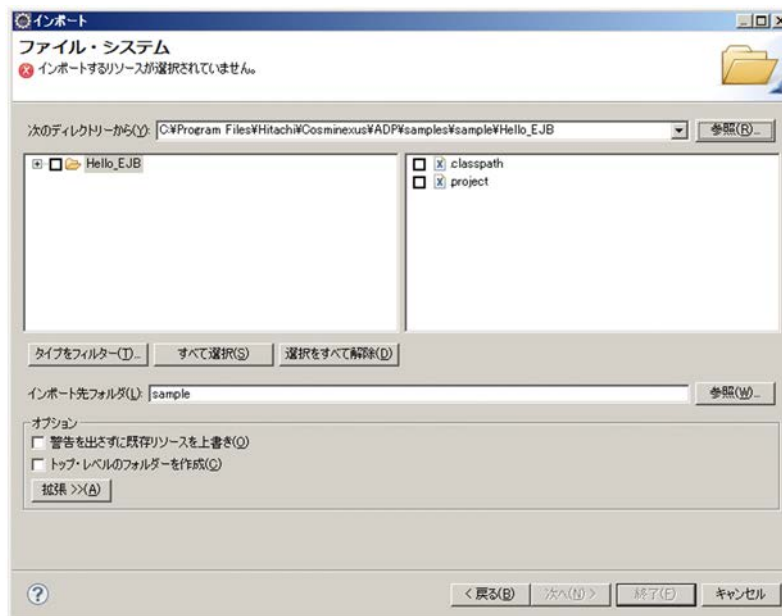 インポート
ファイル・システム
インポートするリソースが選択されていません。
次のディレクトリーから(Y): C:¥Program Files¥Hitachi¥Cosminexus¥ADP¥samples¥sample¥Hello_EJB 参照(R)...
Hello_EJB
.classpath
.project
タイプをフィルター(T)... すべて選択(S) 選択をすべて解除(D)
インポート先フォルダ(L): sample 参照(W)...
オプション
警告を出さずに既存リソースを上書き(O)
トップ・レベルのフォルダーを作成(C)
拡張 >>(A)
< 戻る(B) 次へ(N) > 終了(F) キャンセル